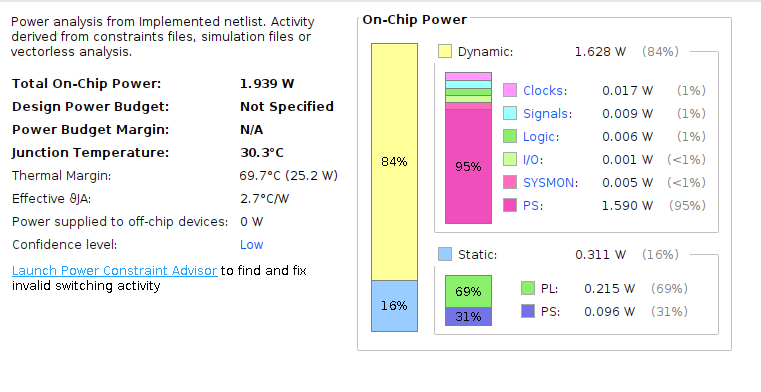 Power analysis from Implemented netlist. Activity
derived from constraints files, simulation files or
vectorless analysis.
Total On-Chip Power: 1.939 W
Design Power Budget: Not Specified
Power Budget Margin: N/A
Junction Temperature: 30.3°C
Thermal Margin: 69.7°C (25.2 W)
Effective ϑJA: 2.7°C/W
Power supplied to off-chip devices: 0 W
Confidence level: Low
Launch Power Constraint Advisor to find and fix
invalid switching activity
On-Chip Power
84%
16%
Dynamic: 1.628 W (84%)
95%
Clocks: 0.017 W (1%)
Signals: 0.009 W (1%)
Logic: 0.006 W (1%)
I/O: 0.001 W (<1%)
SYSMON: 0.005 W (<1%)
PS: 1.590 W (95%)
Static: 0.311 W (16%)
69%
31%
PL: 0.215 W (69%)
PS: 0.096 W (31%)